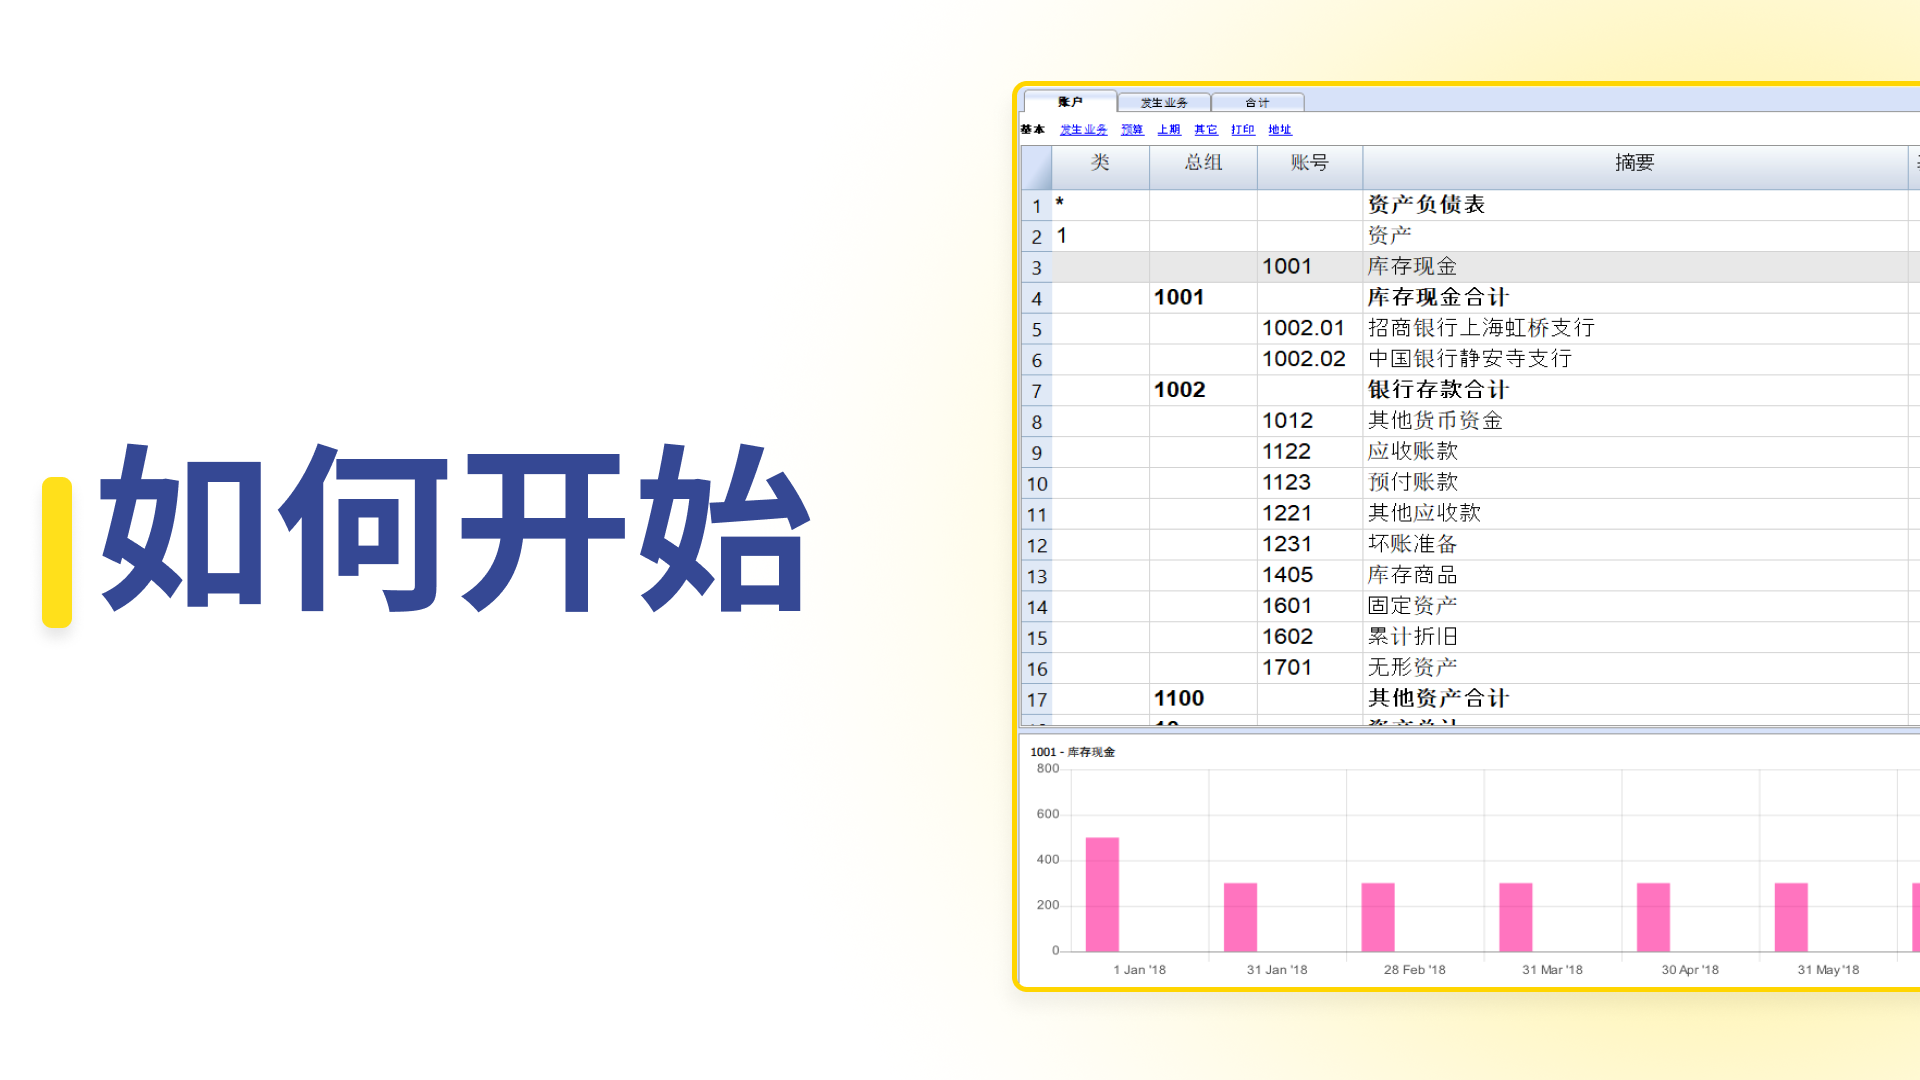 如何开始
账户 发生业务 合计
基本 发生业务 预算 上期 其它 打印 地址
类 总组 账号 摘要
1 * 资产负债表
2 1 资产
3 1001 库存现金
4 1001 库存现金合计
5 1002.01 招商银行上海虹桥支行
6 1002.02 中国银行静安寺支行
7 1002 银行存款合计
8 1012 其他货币资金
9 1122 应收账款
10 1123 预付账款
11 1221 其他应收款
12 1231 坏账准备
13 1405 库存商品
14 1601 固定资产
15 1602 累计折旧
16 1701 无形资产
17 1100 其他资产合计
1001 - 库存现金
800
600
400
200
0
1 Jan '18 31 Jan '18 28 Feb '18 31 Mar '18 30 Apr '18 31 May '18